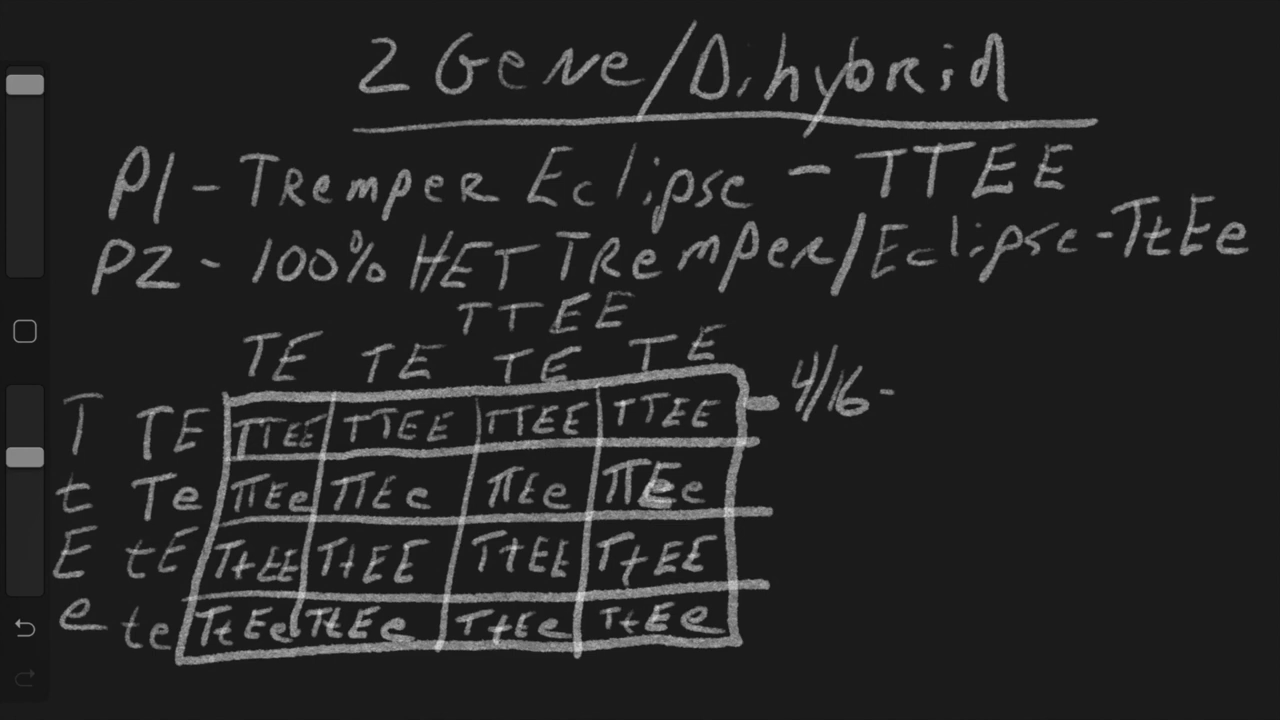 2 Gene/Dihybrid
P1 - Tremper Eclipse - TTEE
P2 - 100% HET Tremper/Eclipse - TtEe
TTEE
TE TE TE TE
T TE TTEE TTEE TTEE TTEE - 4/16 -
t Te TTEe TTEe TTEe TTEe
E tE TtEE TtEE TtEE TtEE
e te TtEe TtEe TtEe TtEe